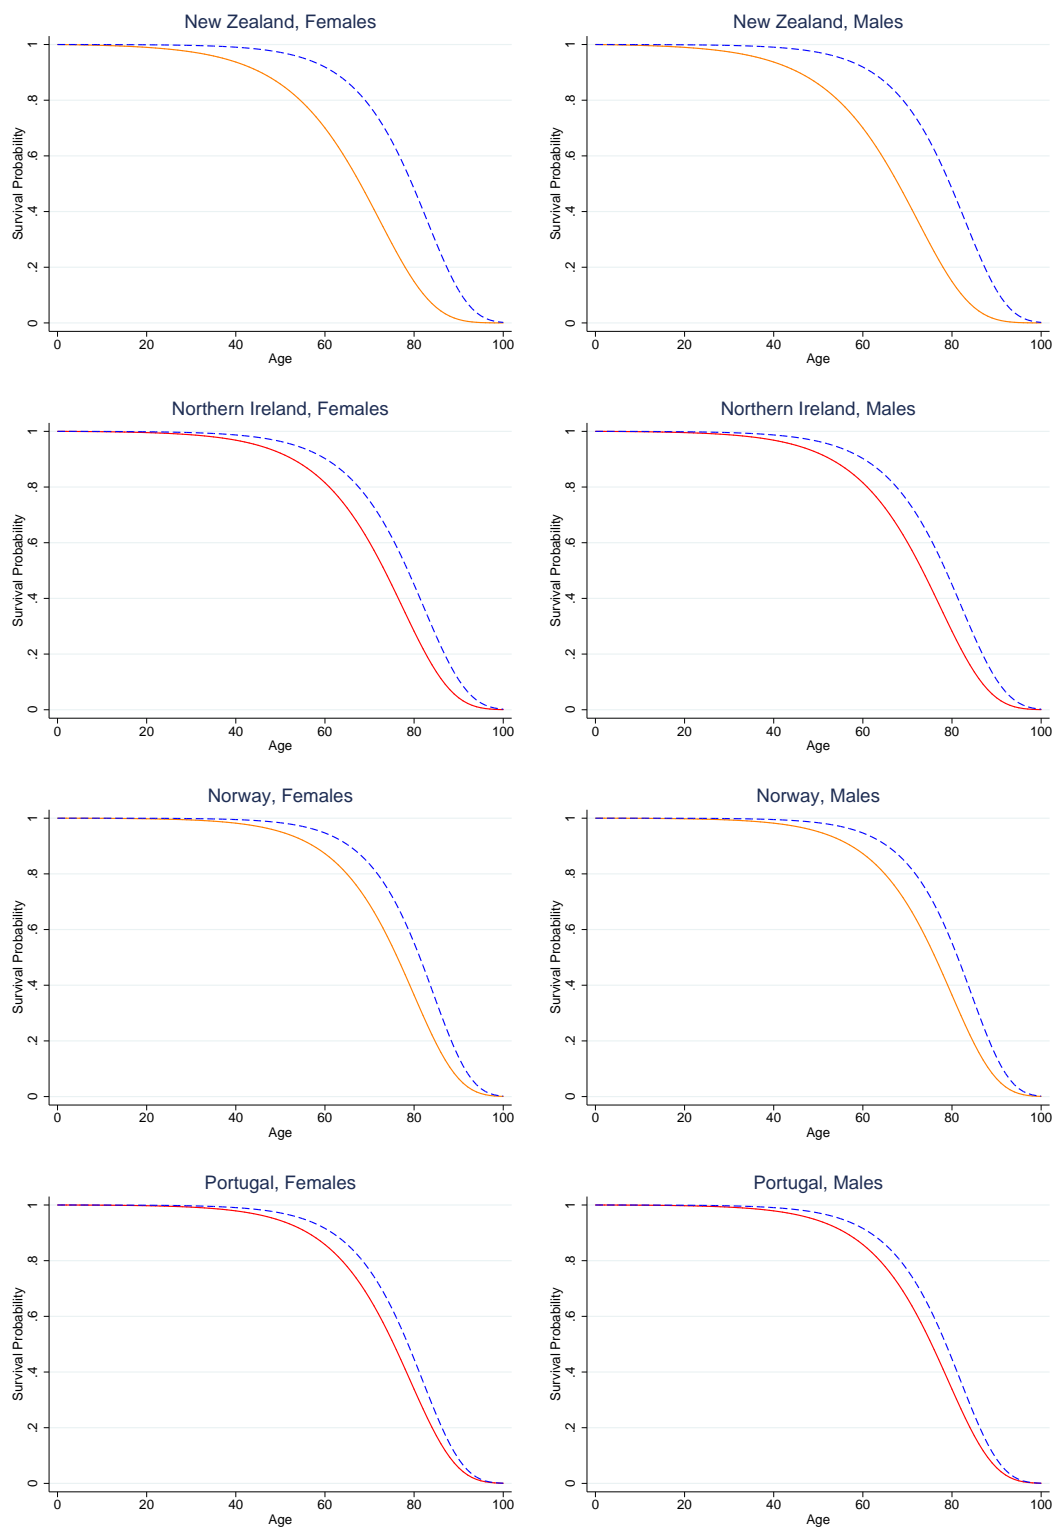 New Zealand, Females
Survival Probability
1
.8
.6
.4
.2
0
0 20 40 60 80 100
Age
New Zealand, Males
Survival Probability
1
.8
.6
.4
.2
0
0 20 40 60 80 100
Age
Northern Ireland, Females
Survival Probability
1
.8
.6
.4
.2
0
0 20 40 60 80 100
Age
Northern Ireland, Males
Survival Probability
1
.8
.6
.4
.2
0
0 20 40 60 80 100
Age
Norway, Females
Survival Probability
1
.8
.6
.4
.2
0
0 20 40 60 80 100
Age
Norway, Males
Survival Probability
1
.8
.6
.4
.2
0
0 20 40 60 80 100
Age
Portugal, Females
Survival Probability
1
.8
.6
.4
.2
0
0 20 40 60 80 100
Age
Portugal, Males
Survival Probability
1
.8
.6
.4
.2
0
0 20 40 60 80 100
Age